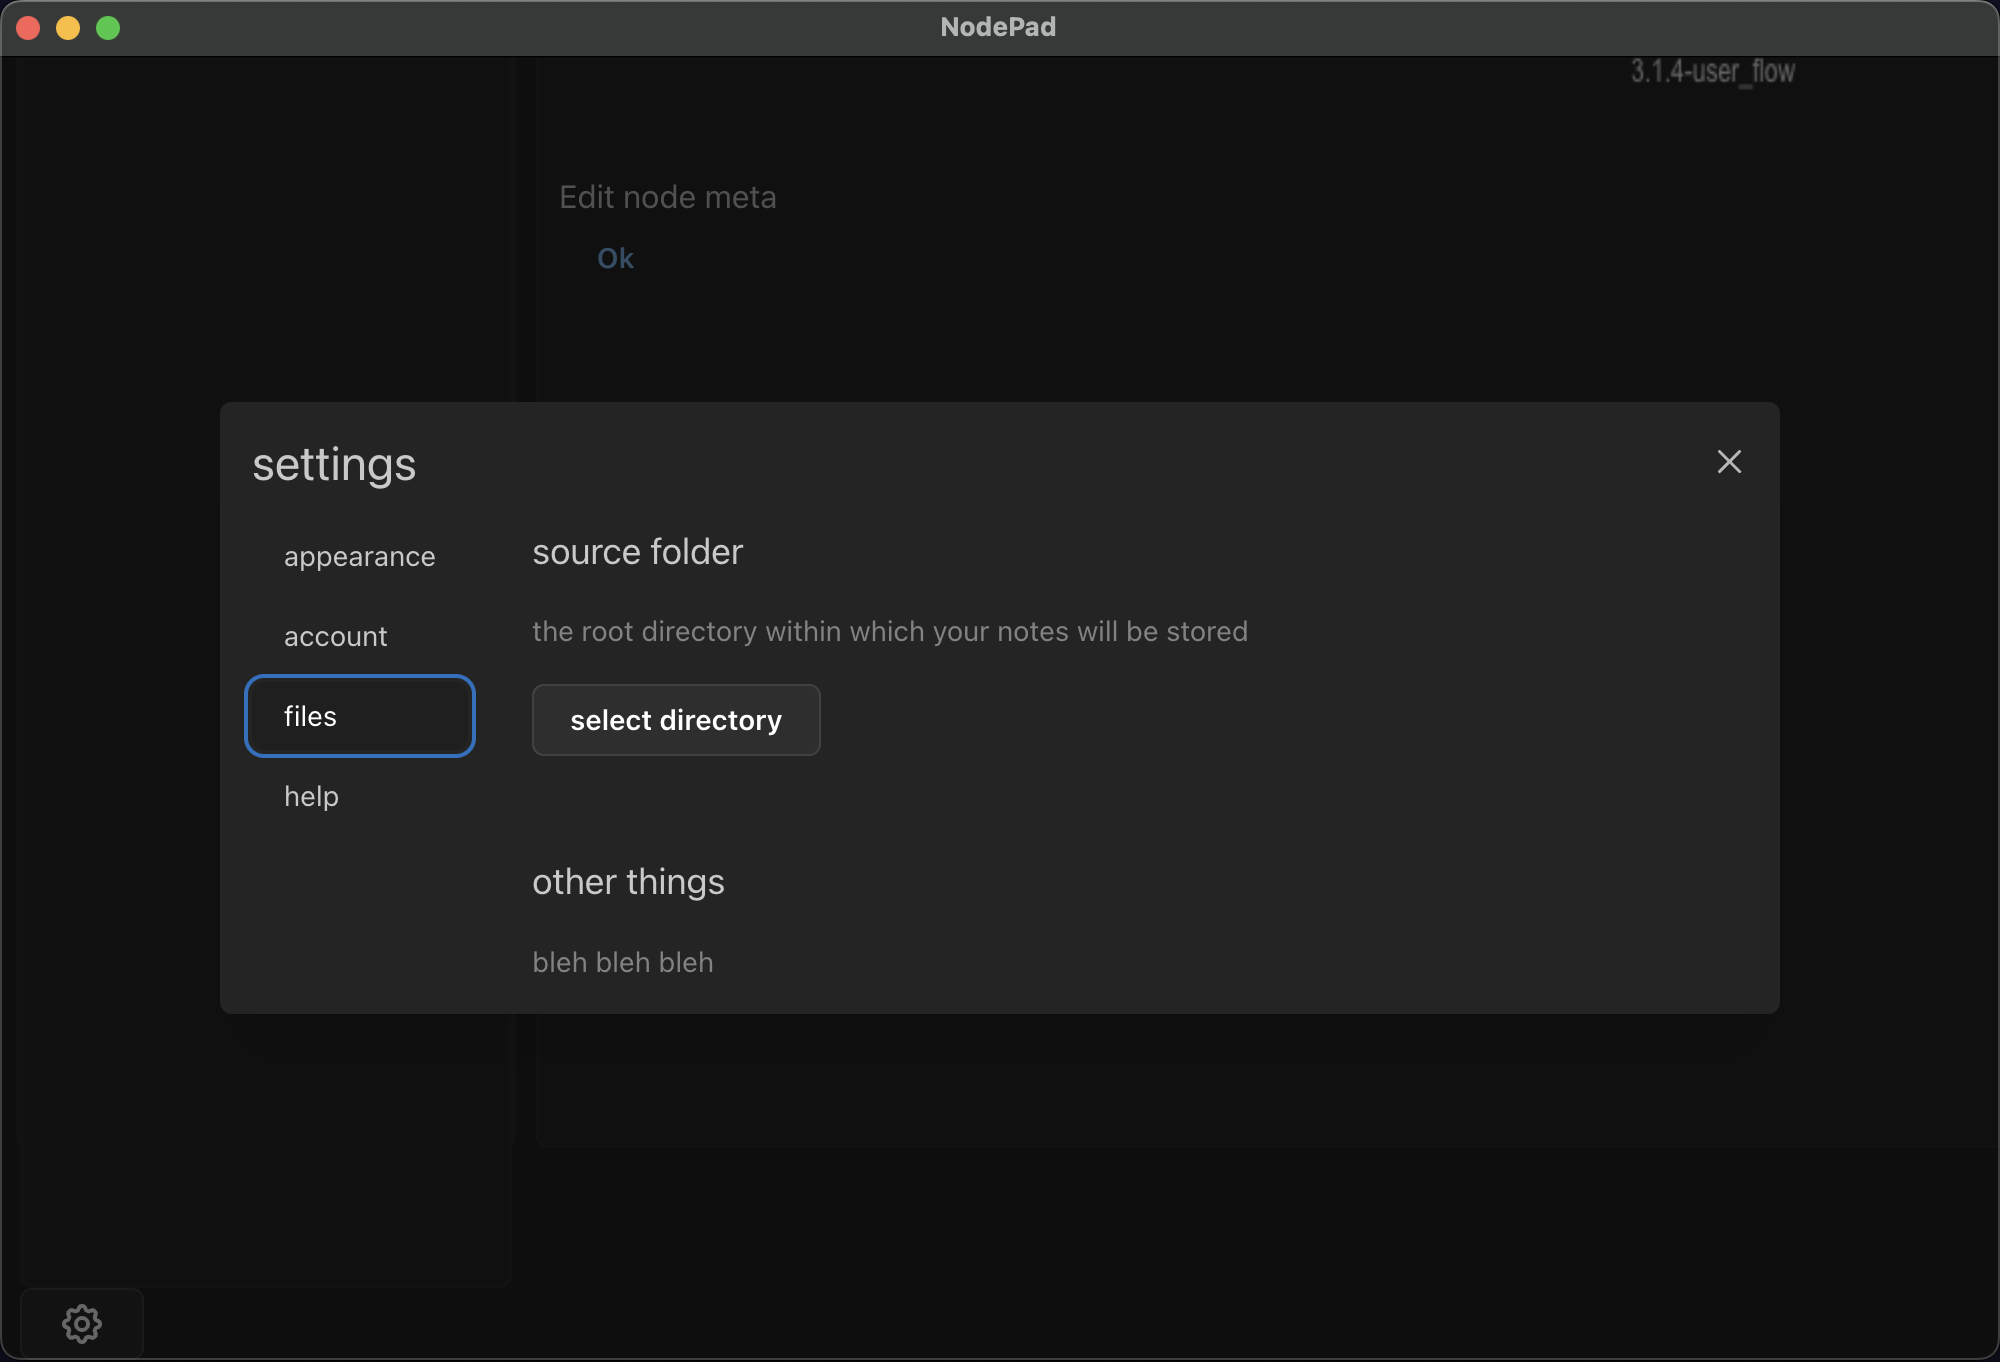 NodePad
3.1.4-user_flow
Edit node meta
Ok
settings
appearance
account
files
help
source folder
the root directory within which your notes will be stored
select directory
other things
bleh bleh bleh